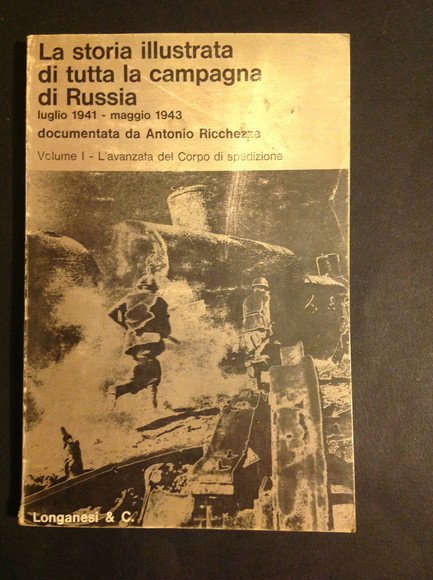 La storia illustrata
di tutta la campagna
di Russia
luglio 1941 - maggio 1943
documentata da Antonio Ricchezza
Volume I - L'avanzata del Corpo di spedizione
Longanesi & C.